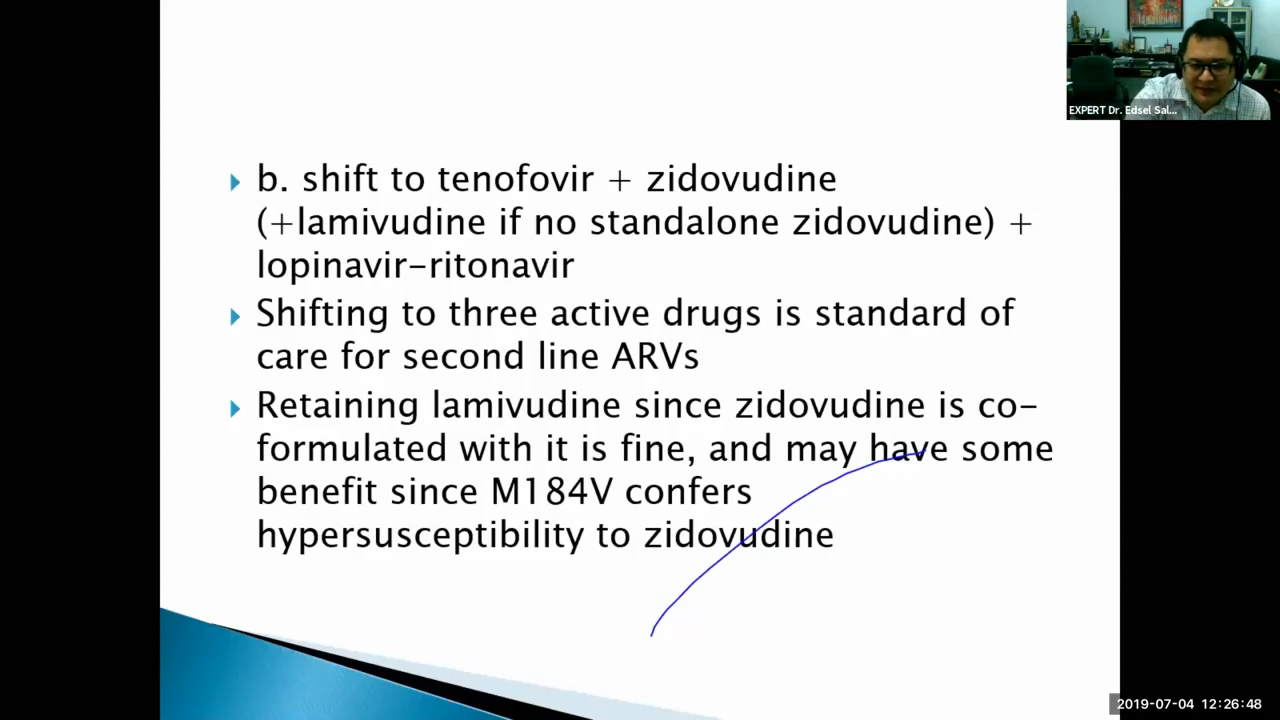 EXPERT Dr. Edsel Sal...
b. shift to tenofovir + zidovudine
(+lamivudine if no standalone zidovudine) +
lopinavir-ritonavir
Shifting to three active drugs is standard of
care for second line ARVs
Retaining lamivudine since zidovudine is co-
formulated with it is fine, and may have some
benefit since M184V confers
hypersusceptibility to zidovudine
2019-07-04 12:26:48